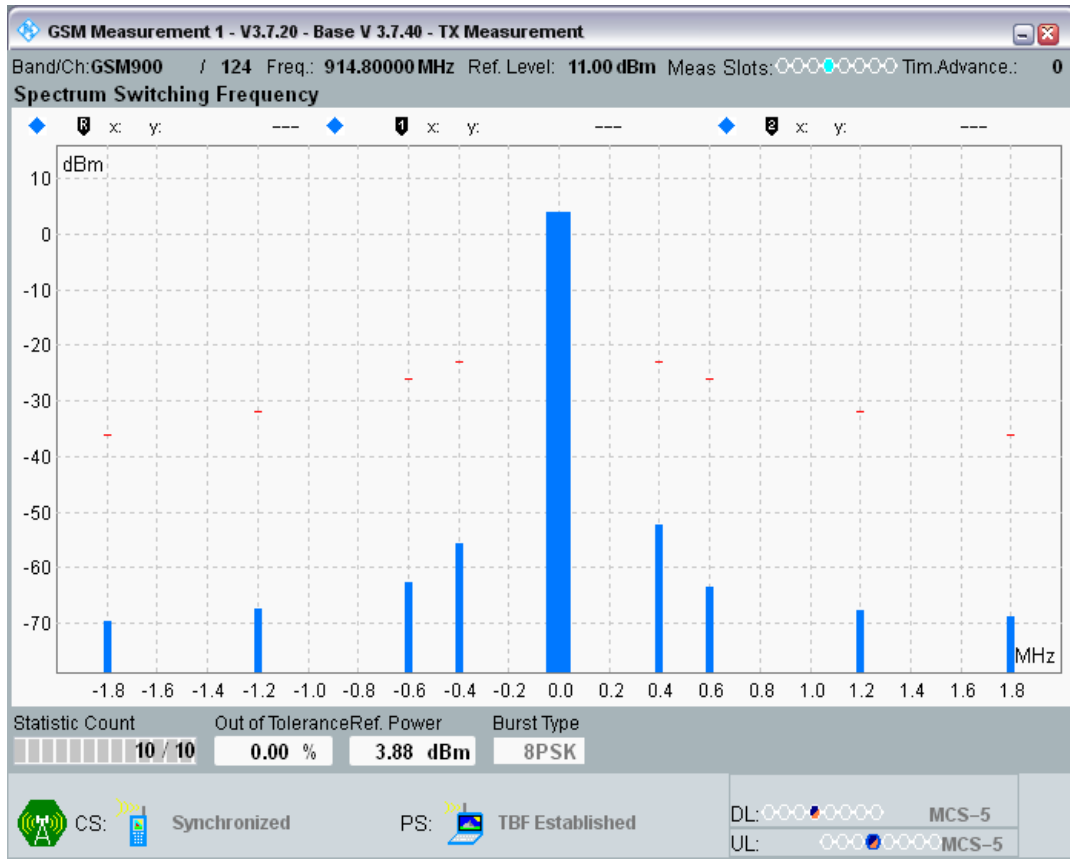 GSM Measurement 1 - V3.7.20 - Base V 3.7.40 - TX Measurement
Band/Ch:GSM900 / 124 Freq.: 914.80000 MHz Ref. Level: 11.00 dBm Meas Slots: Tim.Advance.: 0
Spectrum Switching Frequency
R x: y: --- 1 x: y: --- 2 x: y: ---
dBm
10
0
-10
-20
-30
-40
-50
-60
-70
MHz
-1.8 -1.6 -1.4 -1.2 -1.0 -0.8 -0.6 -0.4 -0.2 0.0 0.2 0.4 0.6 0.8 1.0 1.2 1.4 1.6 1.8
Statistic Count Out of Tolerance Ref. Power Burst Type
10 / 10 0.00 % 3.88 dBm 8PSK
CS: Synchronized PS: TBF Established DL: MCS-5
UL: MCS-5